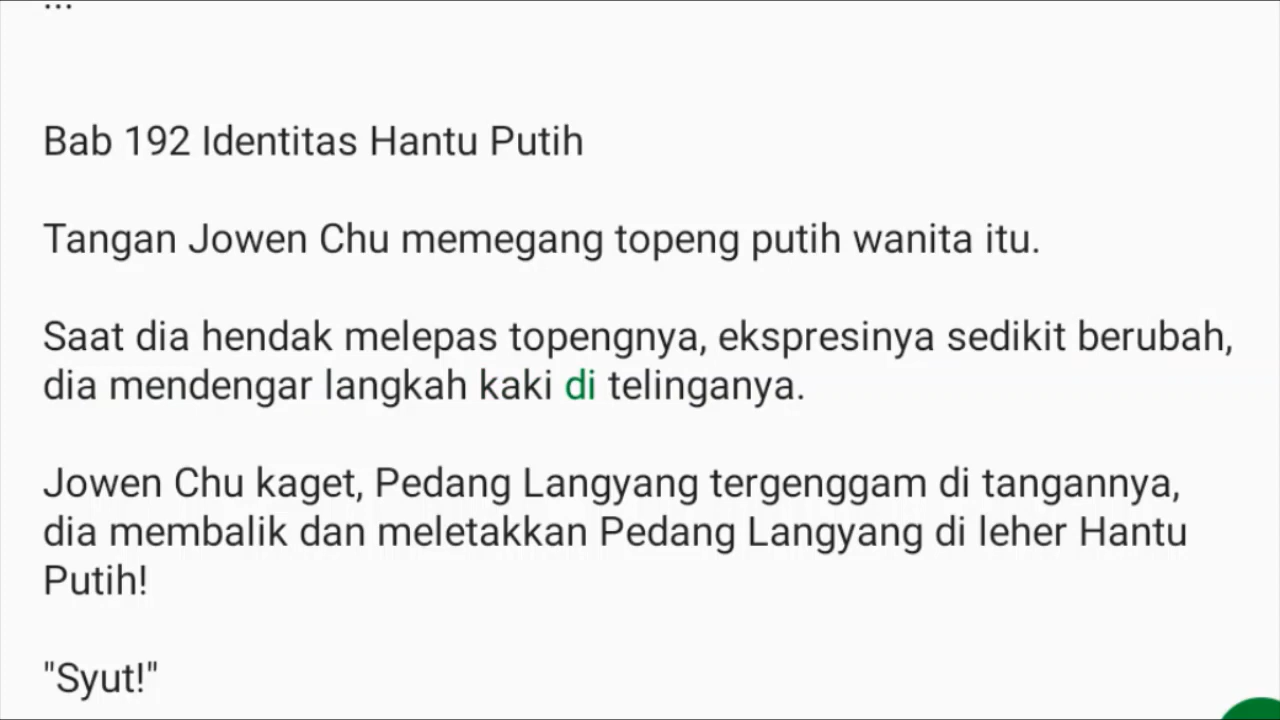 ...
Bab 192 Identitas Hantu Putih
Tangan Jowen Chu memegang topeng putih wanita itu.
Saat dia hendak melepas topengnya, ekspresinya sedikit berubah,
dia mendengar langkah kaki di telinganya.
Jowen Chu kaget, Pedang Langyang tergenggam di tangannya,
dia membalik dan meletakkan Pedang Langyang di leher Hantu
Putih!
"Syut!"